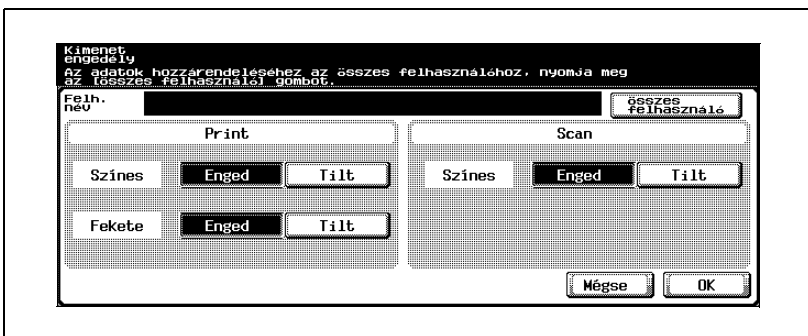 Kimenet
engedély
Az adatok hozzárendeléséhez az összes felhasználóhoz, nyomja meg
az [összes felhasználó] gombot.
Felh.
név
összes
felhasználó
Print
Scan
Színes Enged Tilt Színes Enged Tilt
Fekete Enged Tilt
Mégse OK